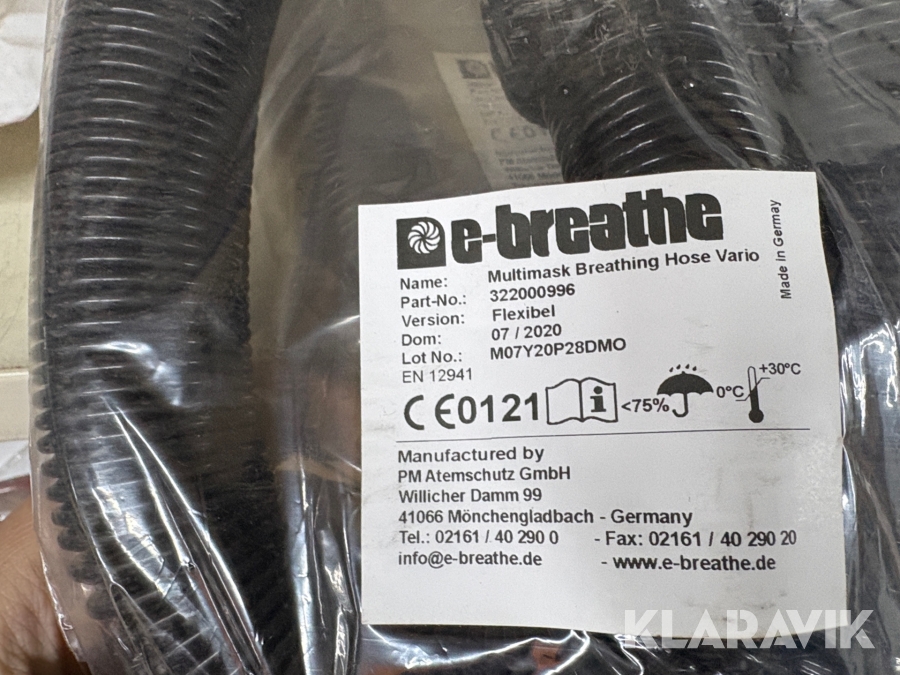 e-breathe
Made in Germay
Name: Multimask Breathing Hose Vario
Part-No.: 322000996
Version: Flexibel
Dom: 07 / 2020
Lot No.: M07Y20P28DMO
EN 12941
CE0121 i <75% 0°C +30°C
Manufactured by
PM Atemschutz GmbH
Willicher Damm 99
41066 Mönchengladbach - Germany
Tel.: 02161 / 40 290 0 - Fax: 02161 / 40 290 20
info@e-breathe.de - www.e-breathe.de
KLARAVIK